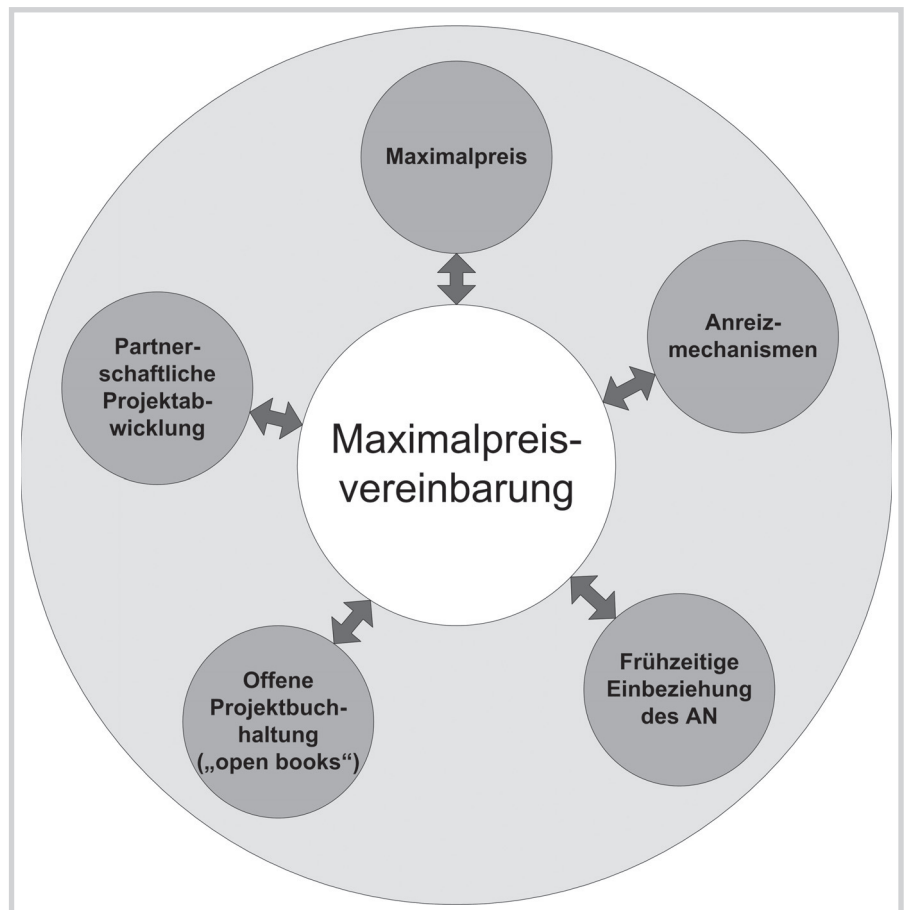 Maximalpreis
Anreiz-
mechanismen
Partner-
schaftliche
Projektab-
wicklung
Maximalpreis-
vereinbarung
Frühzeitige
Einbeziehung
des AN
Offene
Projektbuch-
haltung
(„open books“)